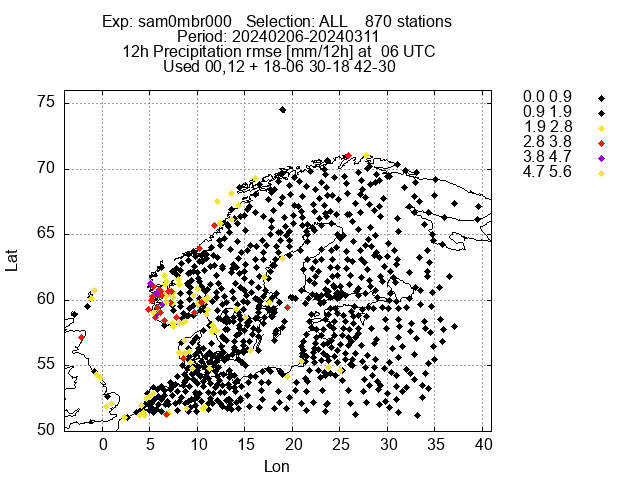 Exp: sam0mbr000 Selection: ALL 870 stations
Period: 20240206-20240311
12h Precipitation rmse [mm/12h] at 06 UTC
Used 00,12 + 18-06 30-18 42-30
0.0 0.9
0.9 1.9
1.9 2.8
2.8 3.8
3.8 4.7
4.7 5.6
75
70
65
60
55
50
Lat
0 5 10 15 20 25 30 35 40
Lon